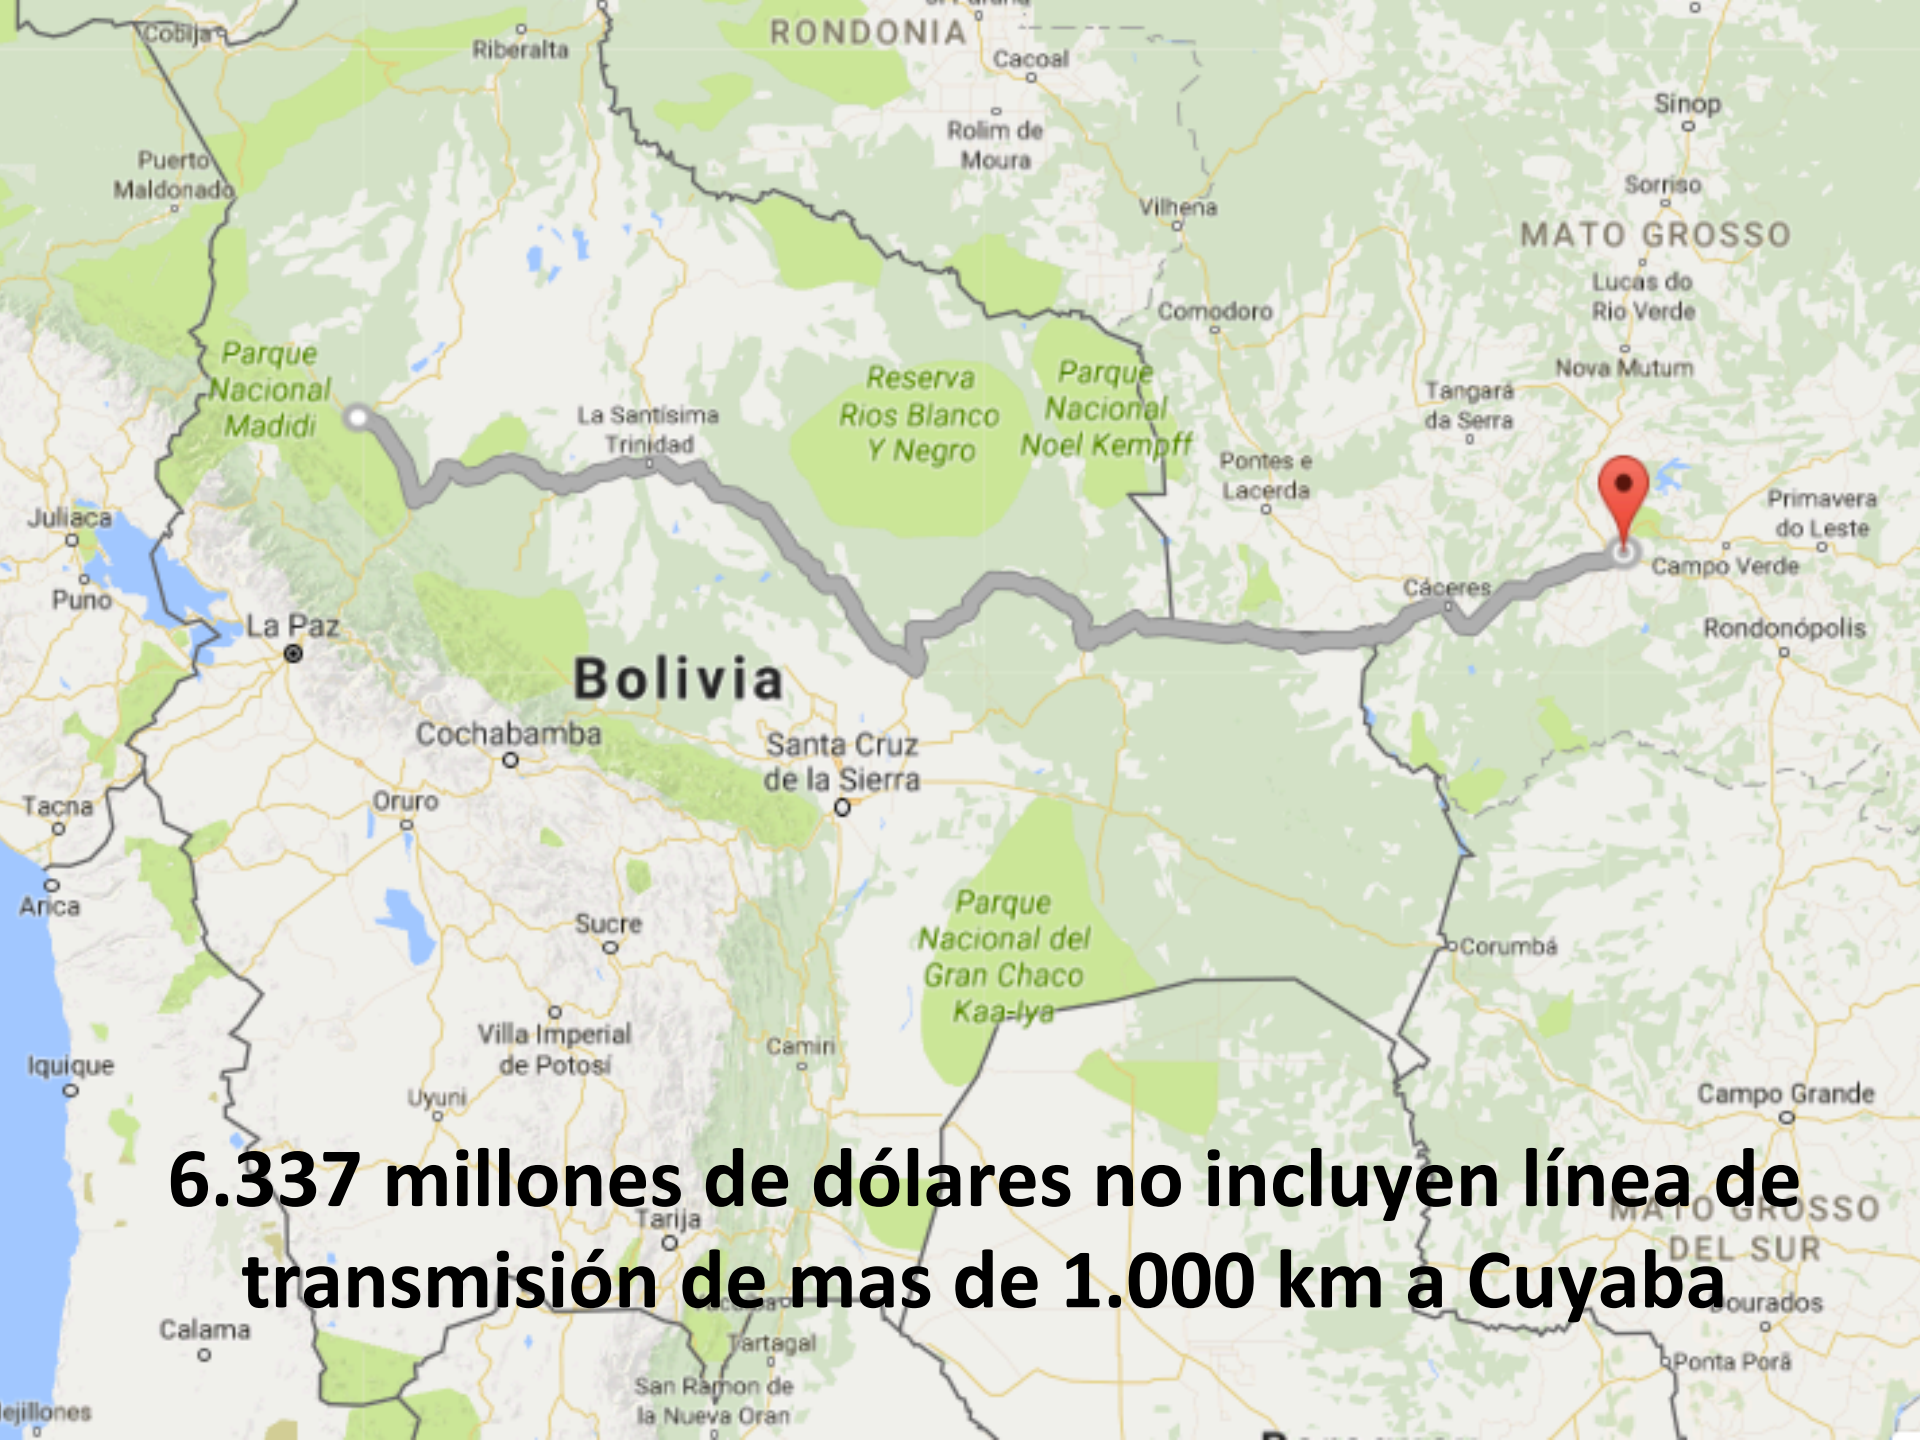 Cobija
Riberalta
RONDONIA
Cacoal
Rolim de
Moura
Sinop
Sorriso
Puerto
Maldonado
Vilhena
MATO GROSSO
Lucas do
Rio Verde
Comodoro
Nova Mutum
Parque
Nacional
Madidi
La Santísima
Trinidad
Reserva
Rios Blanco
Y Negro
Parque
Nacional
Noel Kempff
Tangará
da Serra
Pontes e
Lacerda
Primavera
do Leste
Campo Verde
Cáceres
Rondonópolis
Juliaca
Puno
La Paz
Bolivia
Cochabamba
Santa Cruz
de la Sierra
Oruro
Tacna
Arica
Sucre
Parque
Nacional del
Gran Chaco
Kaa-Iya
Corumbá
Villa Imperial
de Potosí
Camiri
Iquique
Uyuni
Campo Grande
6.337 millones de dólares no incluyen línea de
transmisión de mas de 1.000 km a Cuyaba
Tarija
MATO GROSSO
DEL SUR
Dourados
Calama
Tartagal
Ponta Porã
San Ramon de
la Nueva Oran
lejillones